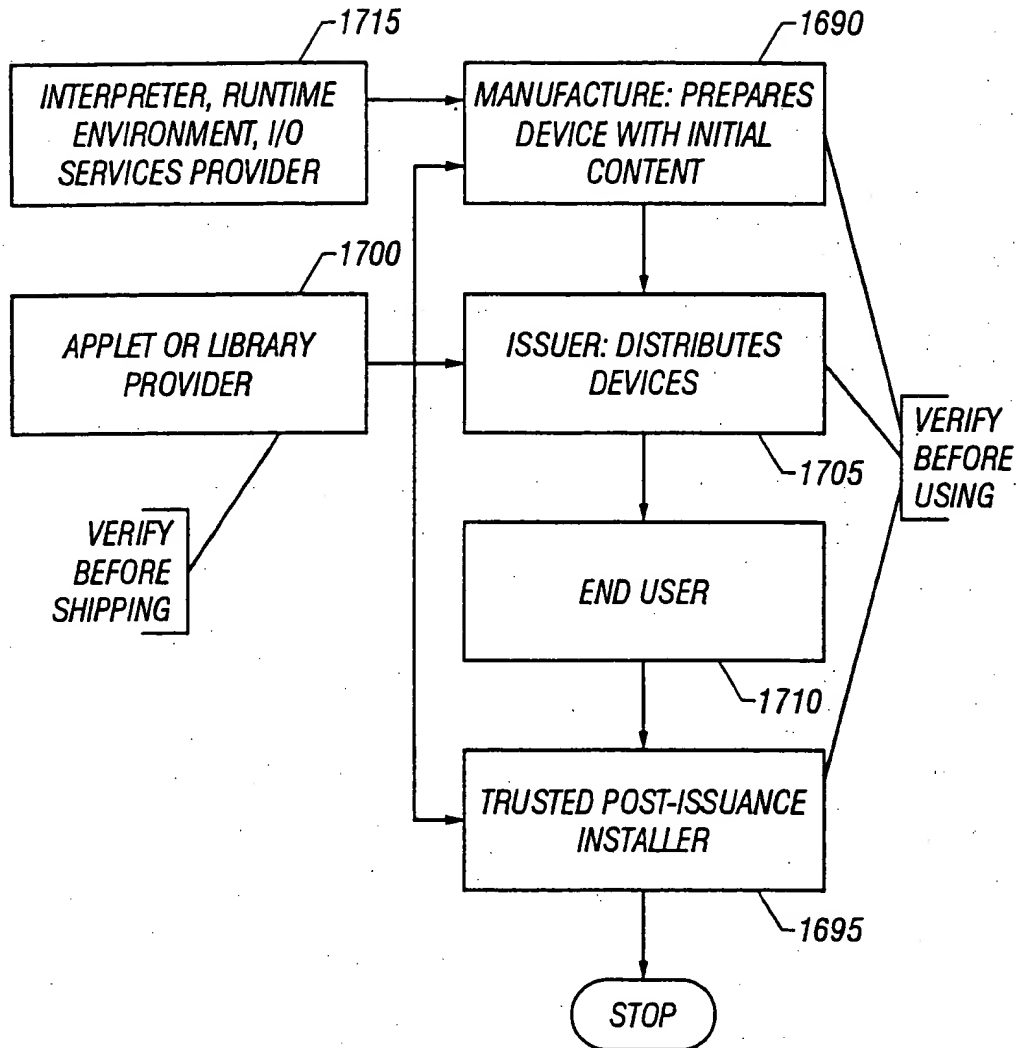 1715
INTERPRETER, RUNTIME
ENVIRONMENT, I/O
SERVICES PROVIDER
1690
MANUFACTURE: PREPARES
DEVICE WITH INITIAL
CONTENT
1700
APPLET OR LIBRARY
PROVIDER
ISSUER: DISTRIBUTES
DEVICES
1705
VERIFY
BEFORE
USING
VERIFY
BEFORE
SHIPPING
END USER
1710
TRUSTED POST-ISSUANCE
INSTALLER
1695
STOP